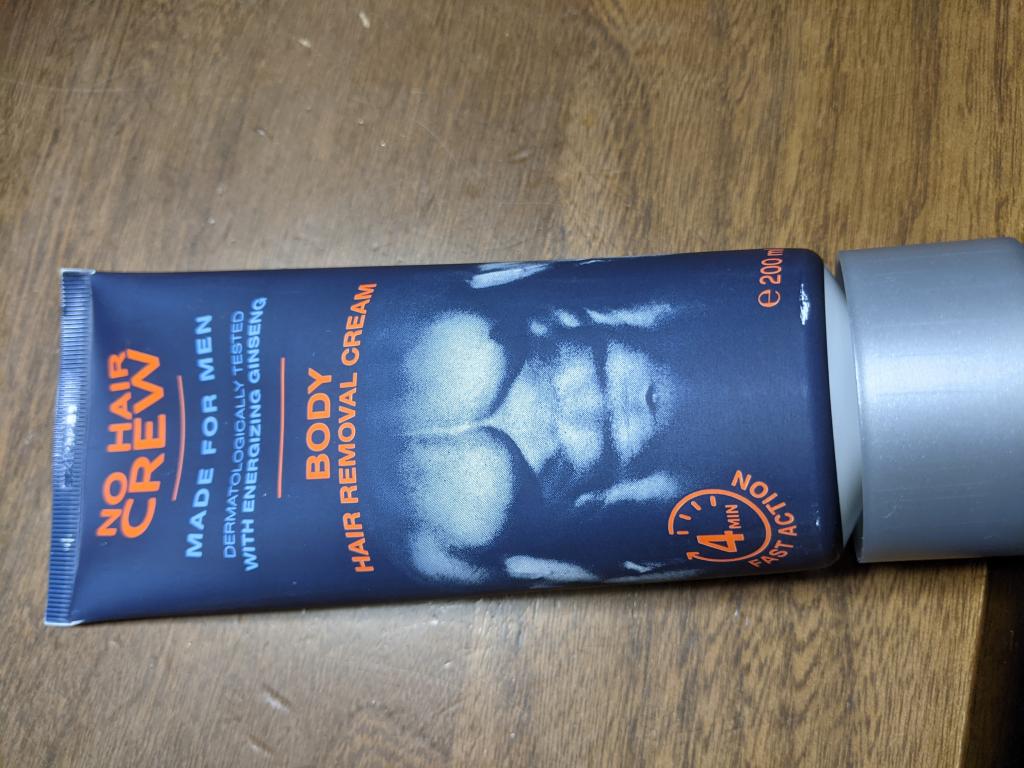 NO HAIR
CREW
MADE FOR MEN
DERMATOLOGICALLY TESTED
WITH ENERGIZING GINSENG
BODY
HAIR REMOVAL CREAM
4 MIN
FAST ACTION
℮ 200 ml